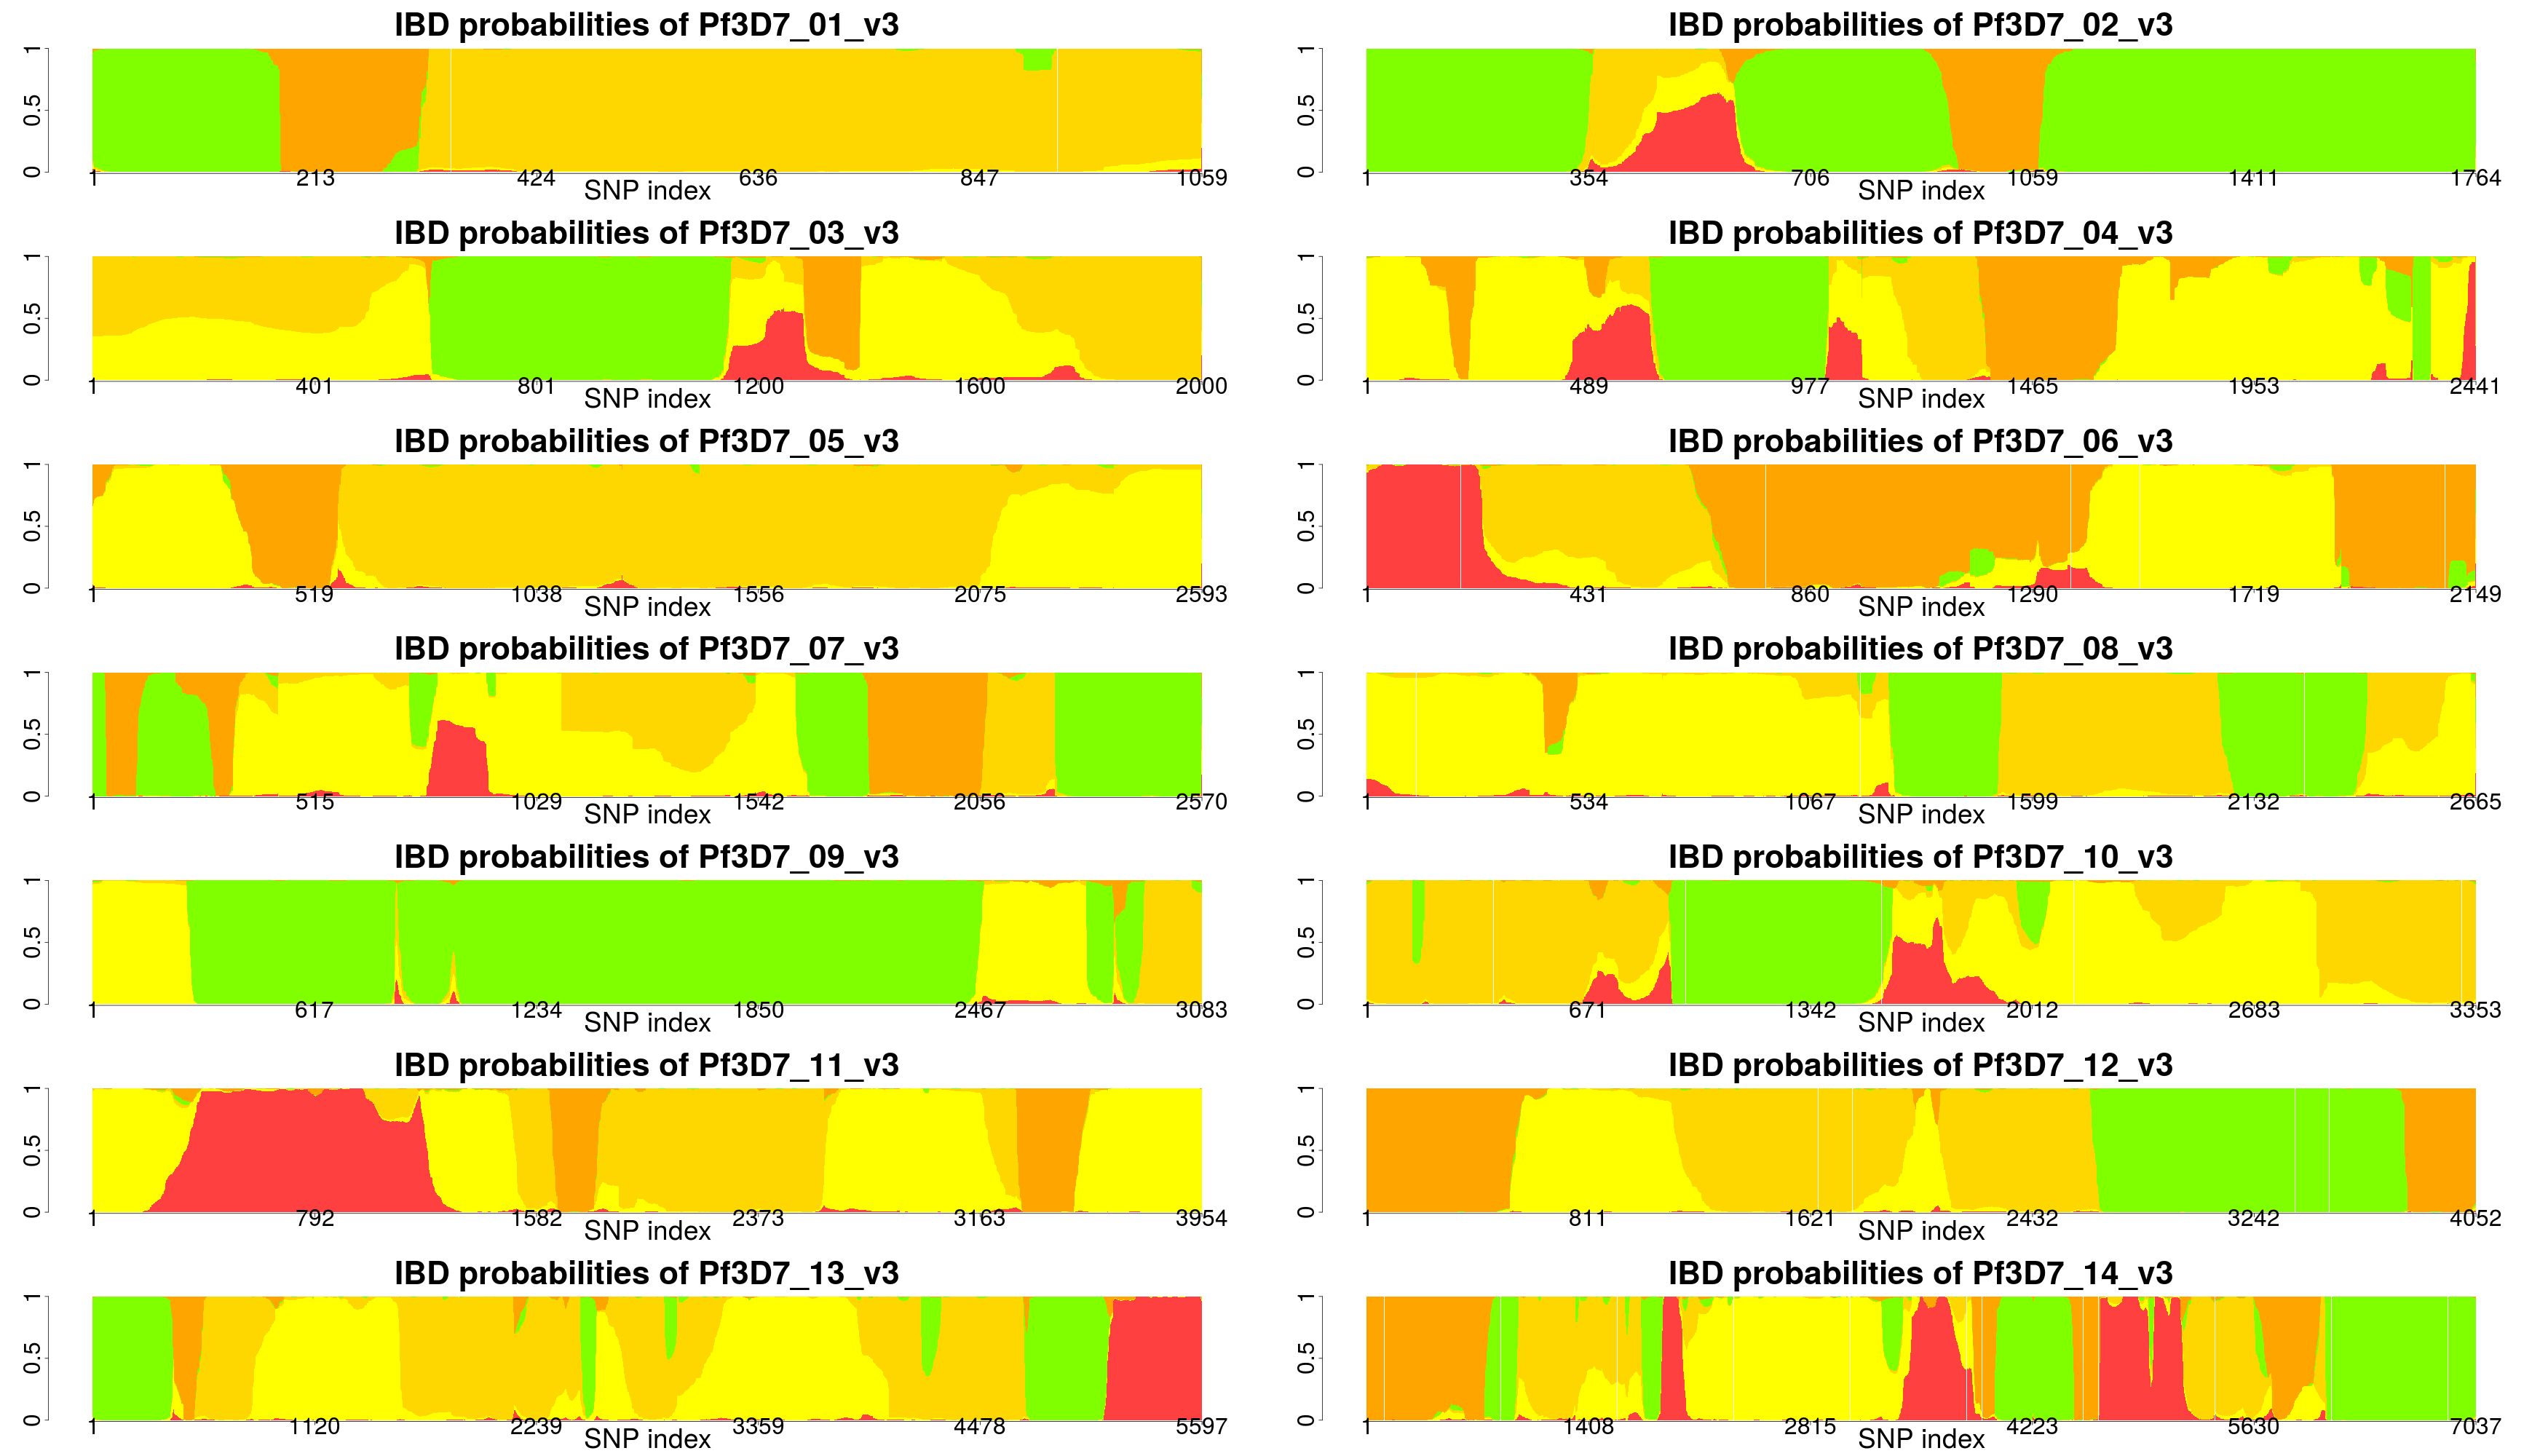 IBD probabilities of Pf3D7_01_v3
0 0.5 1
1 213 424 636 847 1059
SNP index
IBD probabilities of Pf3D7_02_v3
0 0.5 1
1 354 706 1059 1411 1764
SNP index
IBD probabilities of Pf3D7_03_v3
0 0.5 1
1 401 801 1200 1600 2000
SNP index
IBD probabilities of Pf3D7_04_v3
0 0.5 1
1 489 977 1465 1953 2441
SNP index
IBD probabilities of Pf3D7_05_v3
0 0.5 1
1 519 1038 1556 2075 2593
SNP index
IBD probabilities of Pf3D7_06_v3
0 0.5 1
1 431 860 1290 1719 2149
SNP index
IBD probabilities of Pf3D7_07_v3
0 0.5 1
1 515 1029 1542 2056 2570
SNP index
IBD probabilities of Pf3D7_08_v3
0 0.5 1
1 534 1067 1599 2132 2665
SNP index
IBD probabilities of Pf3D7_09_v3
0 0.5 1
1 617 1234 1850 2467 3083
SNP index
IBD probabilities of Pf3D7_10_v3
0 0.5 1
1 671 1342 2012 2683 3353
SNP index
IBD probabilities of Pf3D7_11_v3
0 0.5 1
1 792 1582 2373 3163 3954
SNP index
IBD probabilities of Pf3D7_12_v3
0 0.5 1
1 811 1621 2432 3242 4052
SNP index
IBD probabilities of Pf3D7_13_v3
0 0.5 1
1 1120 2239 3359 4478 5597
SNP index
IBD probabilities of Pf3D7_14_v3
0 0.5 1
1 1408 2815 4223 5630 7037
SNP index